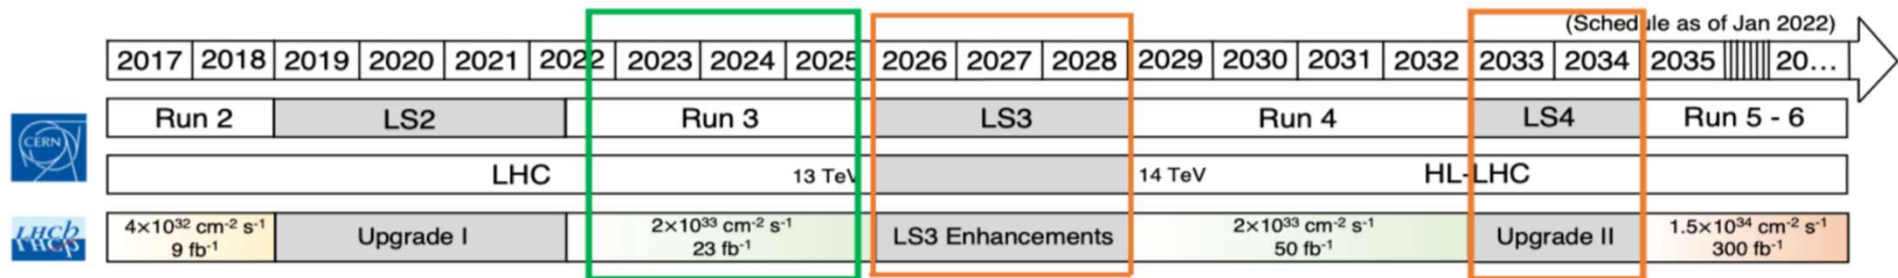 (Schedule as of Jan 2022)
2017 2018 2019 2020 2021 2022 2023 2024 2025 2026 2027 2028 2029 2030 2031 2032 2033 2034 2035 20...
CERN
Run 2 LS2 Run 3 LS3 Run 4 LS4 Run 5 - 6
LHC 13 TeV 14 TeV HL-LHC
LHCb
4×10³² cm⁻² s⁻¹ Upgrade I 2×10³³ cm⁻² s⁻¹ LS3 Enhancements 2×10³³ cm⁻² s⁻¹ Upgrade II 1.5×10³⁴ cm⁻² s⁻¹
9 fb⁻¹ 23 fb⁻¹ 50 fb⁻¹ 300 fb⁻¹